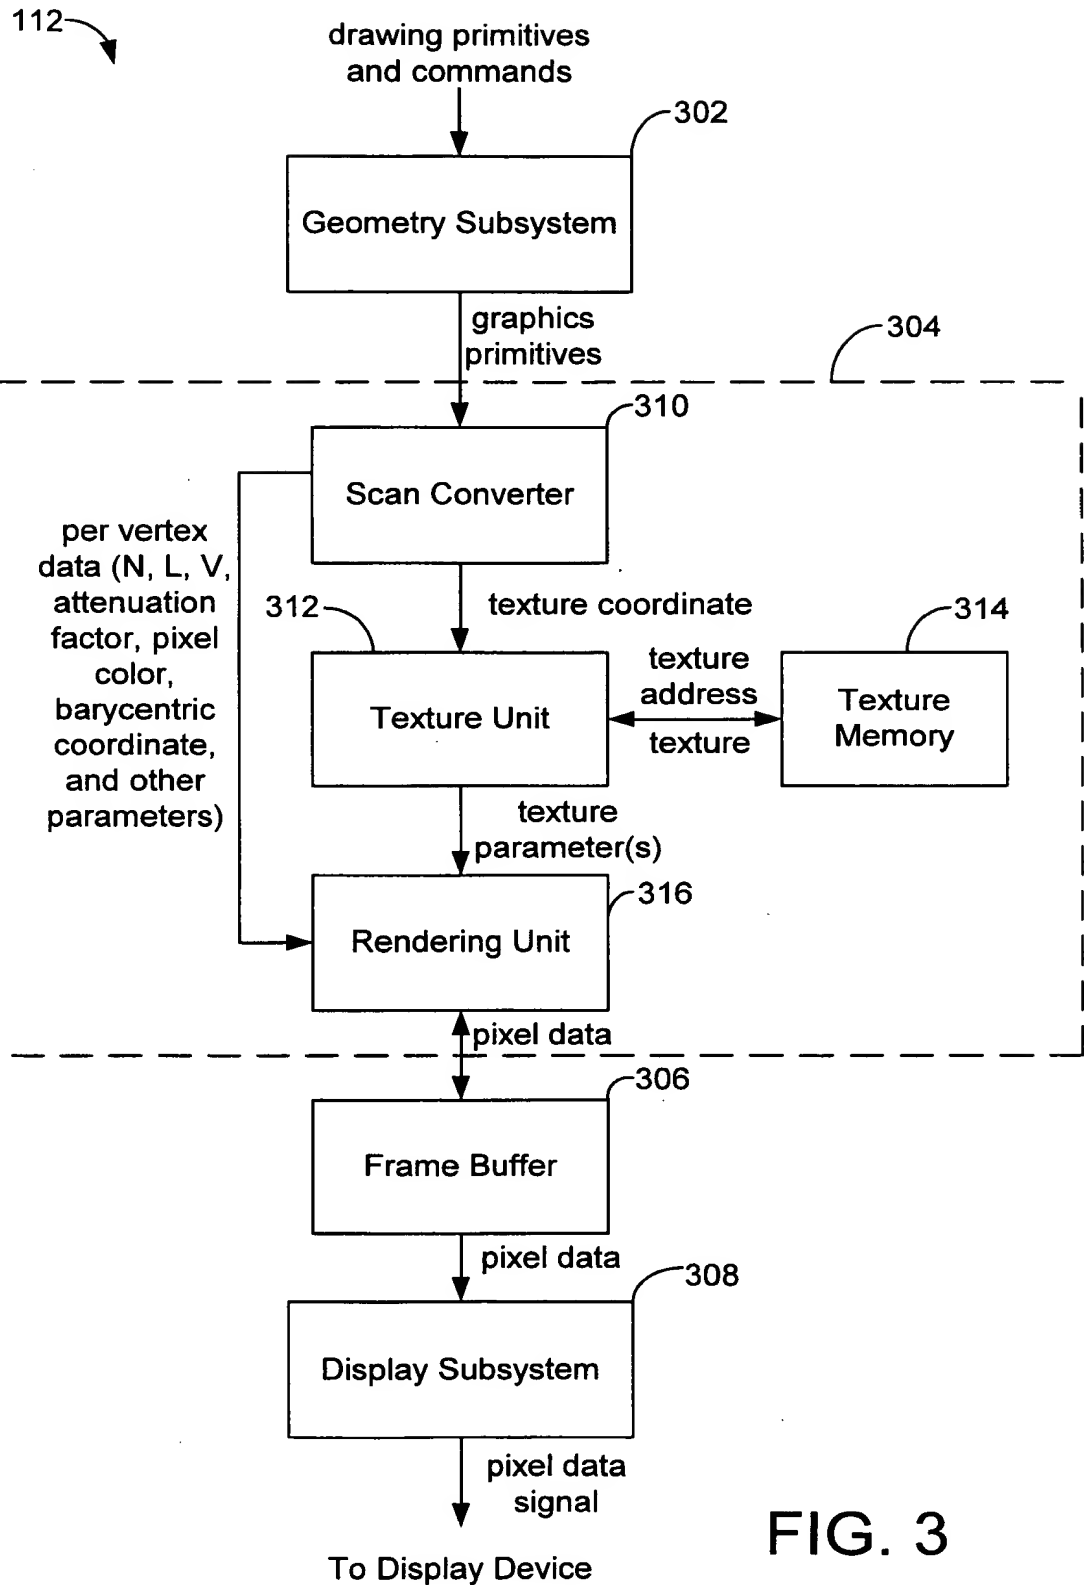 112
drawing primitives
and commands
302
Geometry Subsystem
graphics
primitives
304
310
Scan Converter
per vertex
data (N, L, V,
attenuation
factor, pixel
color,
barycentric
coordinate,
and other
parameters)
texture coordinate
312
Texture Unit
texture
address
texture
314
Texture
Memory
texture
parameter(s)
316
Rendering Unit
pixel data
306
Frame Buffer
pixel data
308
Display Subsystem
pixel data
signal
To Display Device
FIG. 3